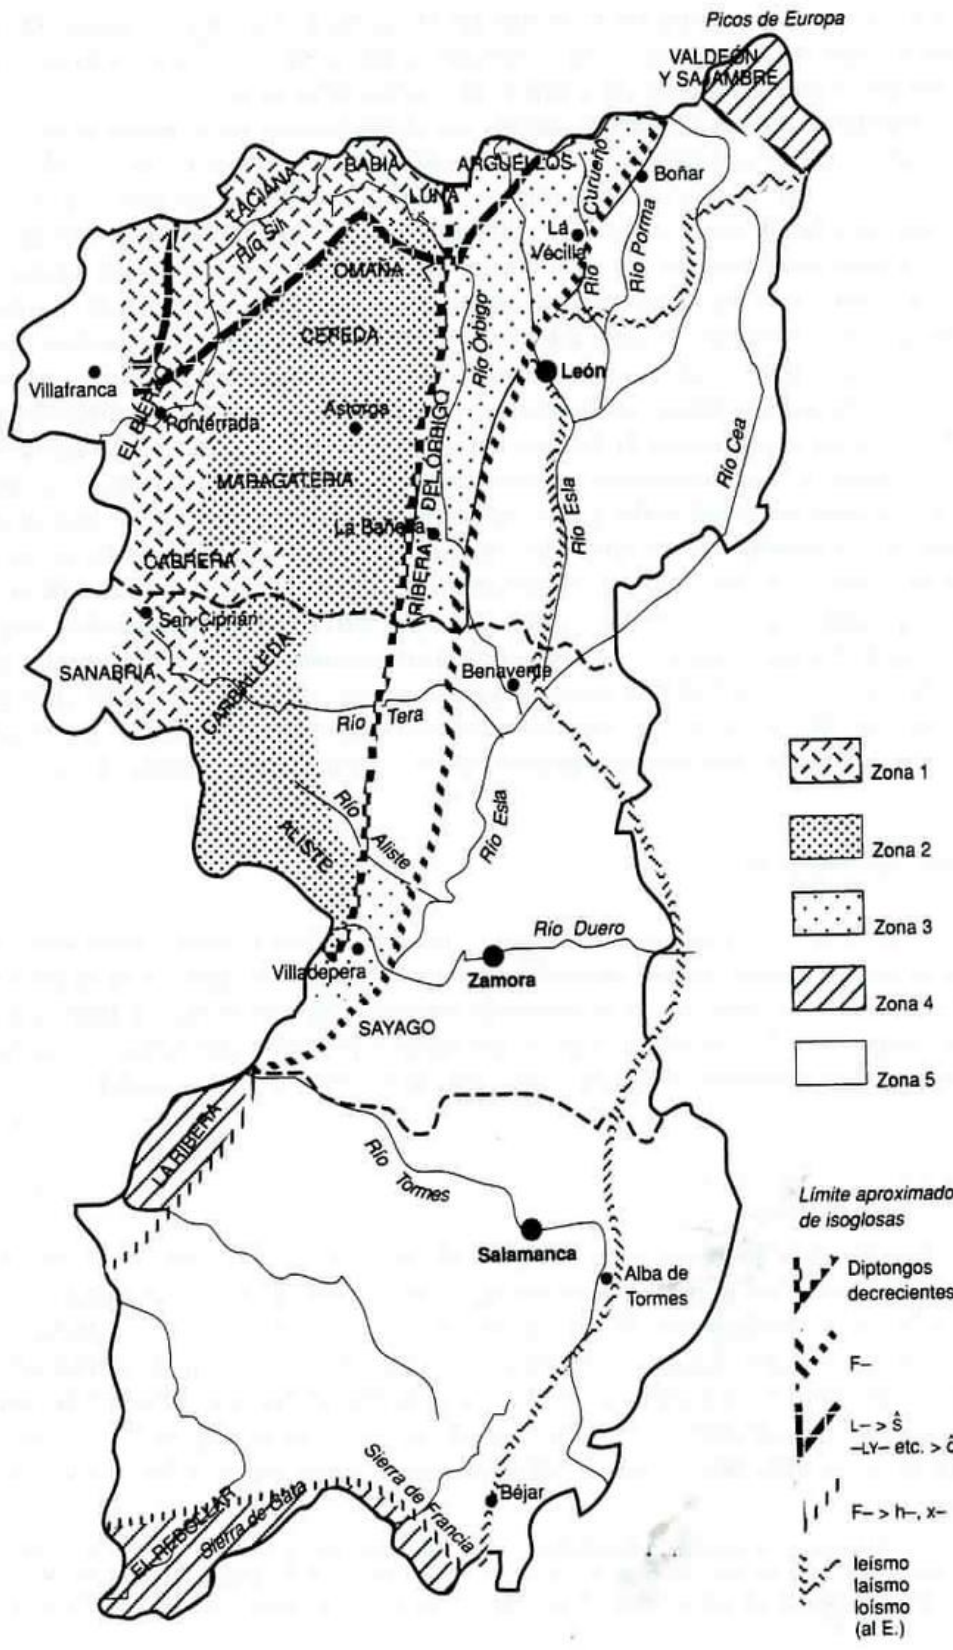 Picos de Europa
VALDEÓN
Y SAJAMBRE
LACIANA
BABIA
LUNA
ARGÜELLOS
Río Curueño
Boñar
La
Vecilla
Río Porma
Río Sil
OMAÑA
CEPEDA
Río Órbigo
León
Villafranca
EL BIERZO
Ponferrada
Astorga
RIBERA DEL ÓRBIGO
Río Cea
MARAGATERÍA
La Bañeza
Río Esla
CABRERA
San Ciprián
SANABRIA
CARBALLEDA
Benavente
Río Tera
Río Aliste
ALISTE
Río Esla
Río Duero
Villadepera
Zamora
SAYAGO
LA RIBERA
Río Tormes
Salamanca
Alba de
Tormes
Sierra de Francia
Béjar
EL REBOLLAR
Sierra de Gata
Zona 1
Zona 2
Zona 3
Zona 4
Zona 5
Límite aproximado
de isoglosas
Diptongos
decrecientes
F–
L– > ŝ
–LY– etc. > ĉ
F– > h–, x–
leísmo
laísmo
loísmo
(al E.)